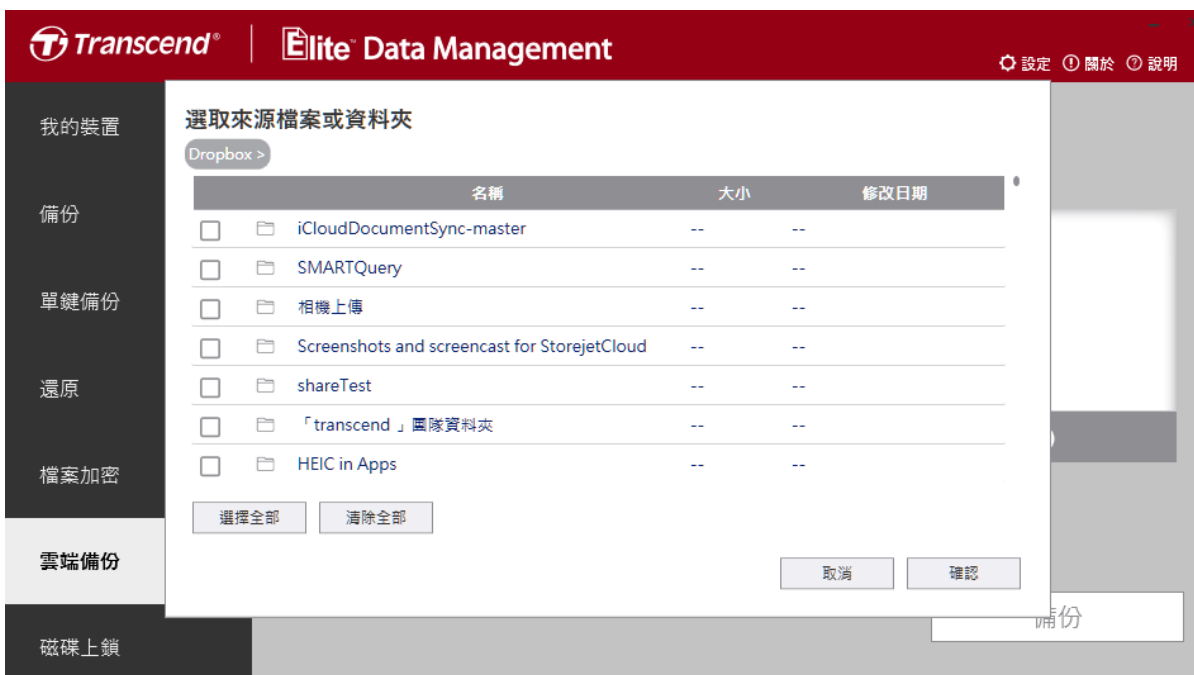 Transcend® Elite™ Data Management
設定 關於 說明
我的裝置
備份
單鍵備份
還原
檔案加密
雲端備份
磁碟上鎖
選取來源檔案或資料夾
Dropbox >
名稱 大小 修改日期
iCloudDocumentSync-master -- --
SMARTQuery -- --
相機上傳 -- --
Screenshots and screencast for StorejetCloud -- --
shareTest -- --
「transcend 」團隊資料夾 -- --
HEIC in Apps -- --
選擇全部 清除全部
取消 確認
備份